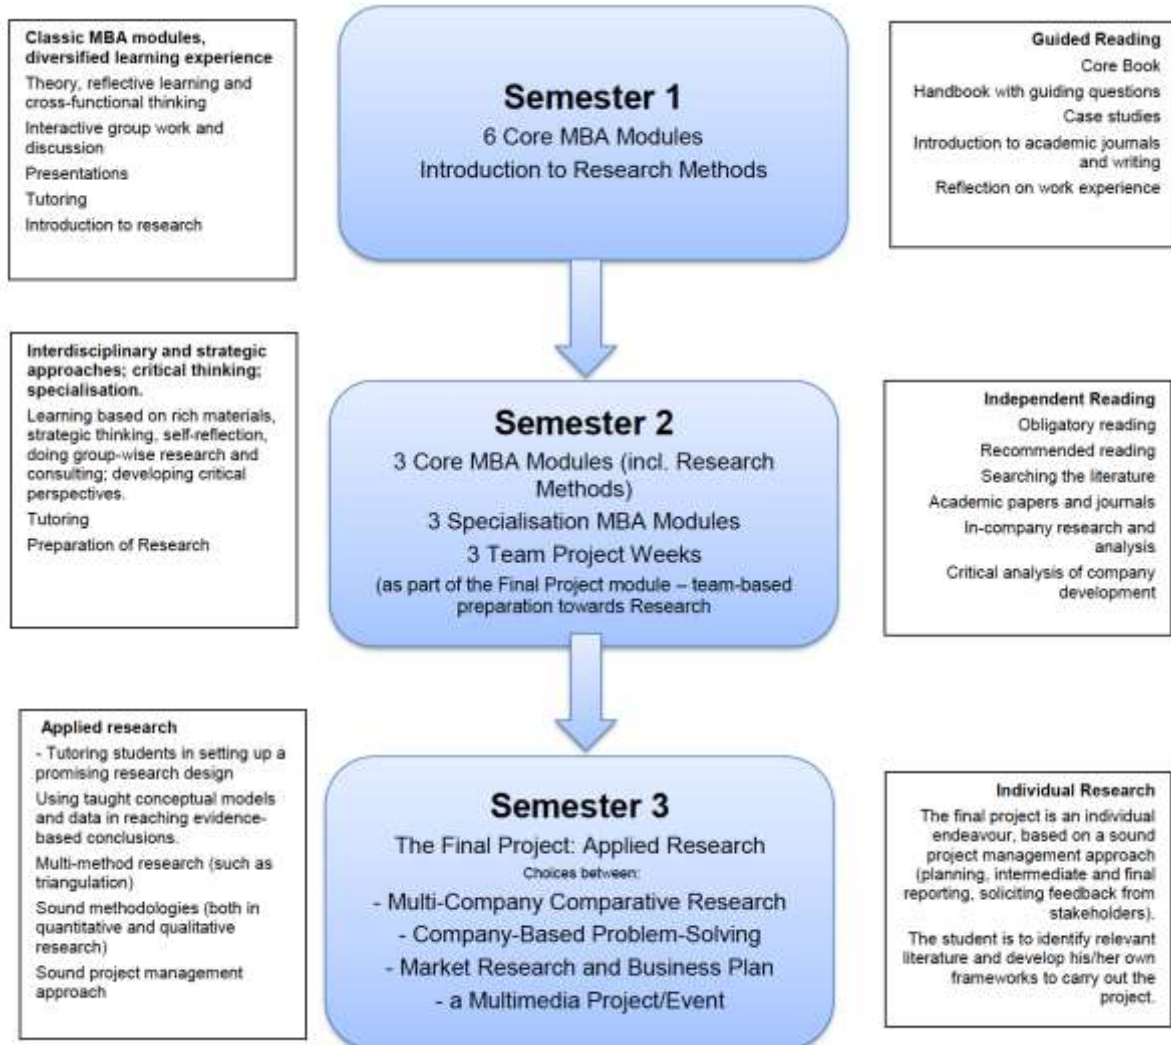 Classic MBA modules,
diversified learning experience
Theory, reflective learning and
cross-functional thinking
Interactive group work and
discussion
Presentations
Tutoring
Introduction to research
Semester 1
6 Core MBA Modules
Introduction to Research Methods
Guided Reading
Core Book
Handbook with guiding questions
Case studies
Introduction to academic journals
and writing
Reflection on work experience
Interdisciplinary and strategic
approaches; critical thinking;
specialisation.
Learning based on rich materials,
strategic thinking, self-reflection,
doing group-wise research and
consulting; developing critical
perspectives.
Tutoring
Preparation of Research
Semester 2
3 Core MBA Modules (incl. Research
Methods)
3 Specialisation MBA Modules
3 Team Project Weeks
(as part of the Final Project module – team-based
preparation towards Research
Independent Reading
Obligatory reading
Recommended reading
Searching the literature
Academic papers and journals
In-company research and
analysis
Critical analysis of company
development
Applied research
- Tutoring students in setting up a
promising research design
Using taught conceptual models
and data in reaching evidence-
based conclusions.
Multi-method research (such as
triangulation)
Sound methodologies (both in
quantitative and qualitative
research)
Sound project management
approach
Semester 3
The Final Project: Applied Research
Choices between:
- Multi-Company Comparative Research
- Company-Based Problem-Solving
- Market Research and Business Plan
- a Multimedia Project/Event
Individual Research
The final project is an individual
endeavour, based on a sound
project management approach
(planning, intermediate and final
reporting, soliciting feedback from
stakeholders).
The student is to identify relevant
literature and develop his/her own
frameworks to carry out the
project.